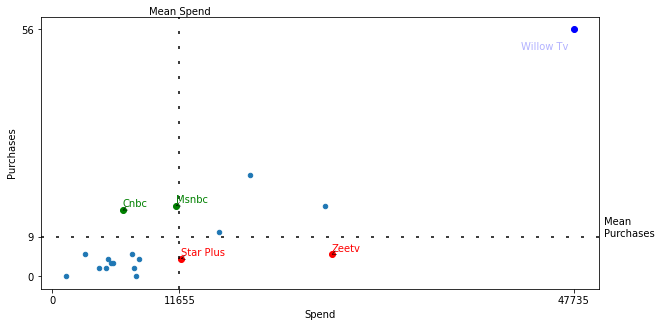 Mean Spend
56
Willow Tv
Purchases
Cnbc
Msnbc
Mean
Purchases
9
Star Plus
Zeetv
0
0
11655
47735
Spend